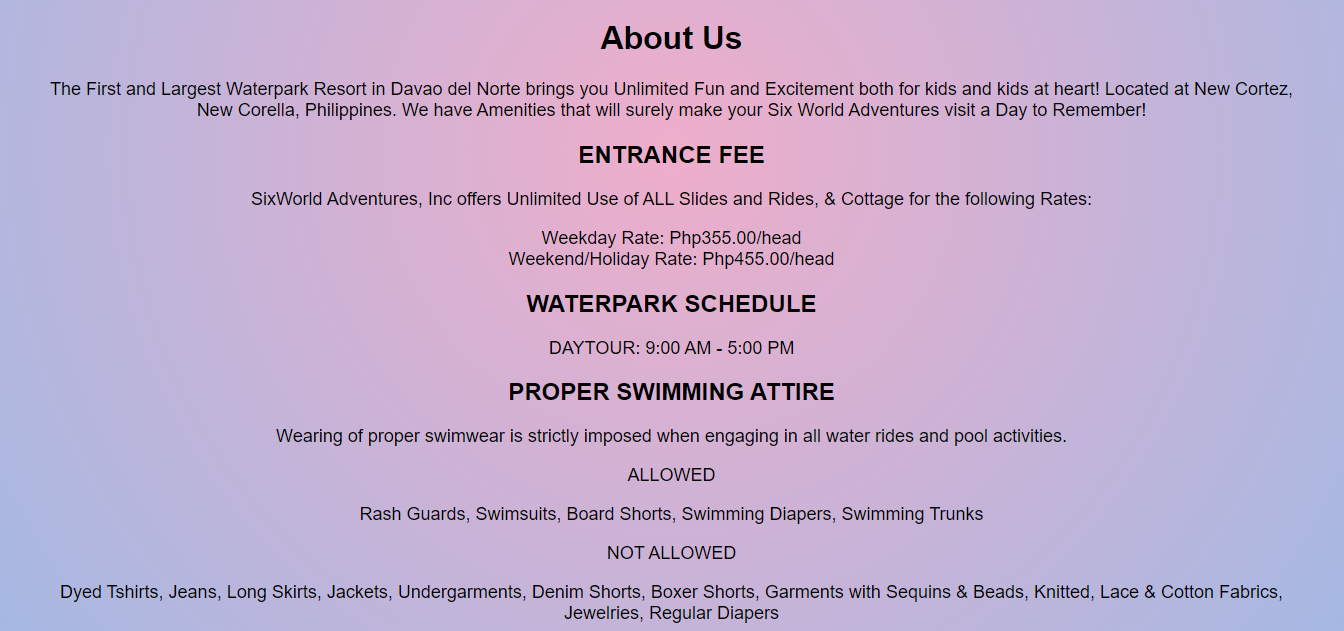 About Us
The First and Largest Waterpark Resort in Davao del Norte brings you Unlimited Fun and Excitement both for kids and kids at heart! Located at New Cortez,
New Corella, Philippines. We have Amenities that will surely make your Six World Adventures visit a Day to Remember!
ENTRANCE FEE
SixWorld Adventures, Inc offers Unlimited Use of ALL Slides and Rides, & Cottage for the following Rates:
Weekday Rate: Php355.00/head
Weekend/Holiday Rate: Php455.00/head
WATERPARK SCHEDULE
DAYTOUR: 9:00 AM - 5:00 PM
PROPER SWIMMING ATTIRE
Wearing of proper swimwear is strictly imposed when engaging in all water rides and pool activities.
ALLOWED
Rash Guards, Swimsuits, Board Shorts, Swimming Diapers, Swimming Trunks
NOT ALLOWED
Dyed Tshirts, Jeans, Long Skirts, Jackets, Undergarments, Denim Shorts, Boxer Shorts, Garments with Sequins & Beads, Knitted, Lace & Cotton Fabrics,
Jewelries, Regular Diapers